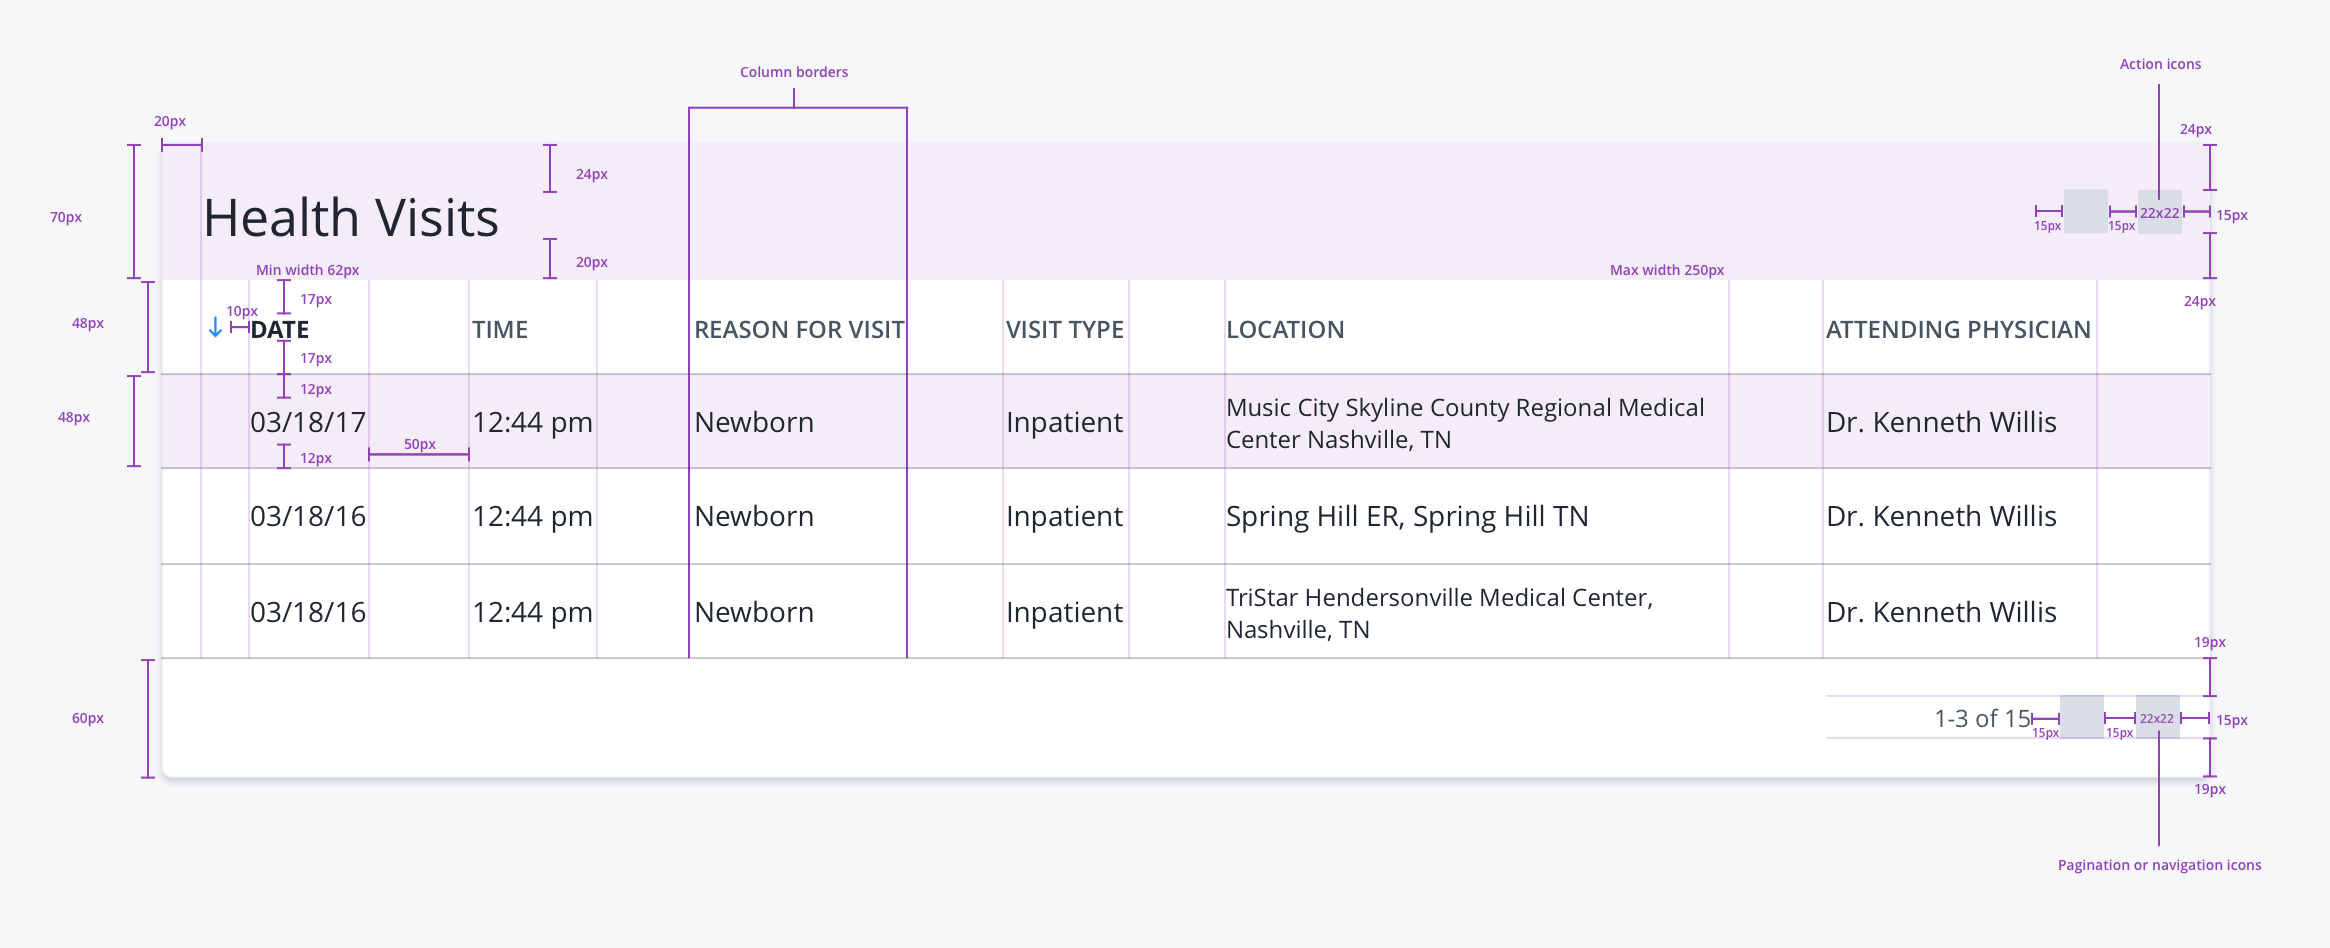 Column borders
Action icons
20px
24px
24px
70px
Health Visits
22x22
15px
15px
15px
20px
Min width 62px
Max width 250px
17px
24px
10px
48px
DATE
TIME
REASON FOR VISIT
VISIT TYPE
LOCATION
ATTENDING PHYSICIAN
17px
12px
48px
03/18/17
12:44 pm
Newborn
Inpatient
Music City Skyline County Regional Medical
Center Nashville, TN
Dr. Kenneth Willis
50px
12px
03/18/16
12:44 pm
Newborn
Inpatient
Spring Hill ER, Spring Hill TN
Dr. Kenneth Willis
03/18/16
12:44 pm
Newborn
Inpatient
TriStar Hendersonville Medical Center,
Nashville, TN
Dr. Kenneth Willis
19px
60px
1-3 of 15
22x22
15px
15px
15px
19px
Pagination or navigation icons